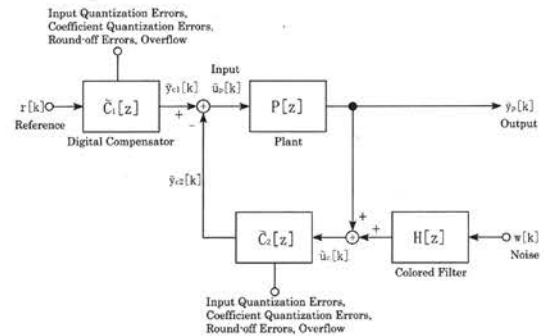 Input Quantization Errors,
Coefficient Quantization Errors,
Round-off Errors, Overflow
r[k]
Reference
C̃₁[z]
Digital Compensator
ỹc1[k]
+
-
Input
ũp[k]
P[z]
Plant
ỹp[k]
Output
ỹc2[k]
C̃₂[z]
ũc[k]
+
+
H[z]
Colored Filter
w[k]
Noise
Input Quantization Errors,
Coefficient Quantization Errors,
Round-off Errors, Overflow